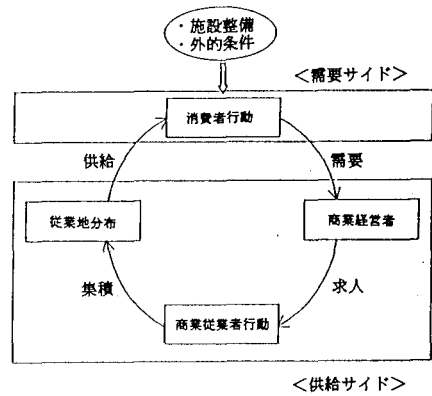 ・施設整備
・外的条件
＜需要サイド＞
消費者行動
供給
需要
従業地分布
商業経営者
集積
求人
商業従業者行動
＜供給サイド＞